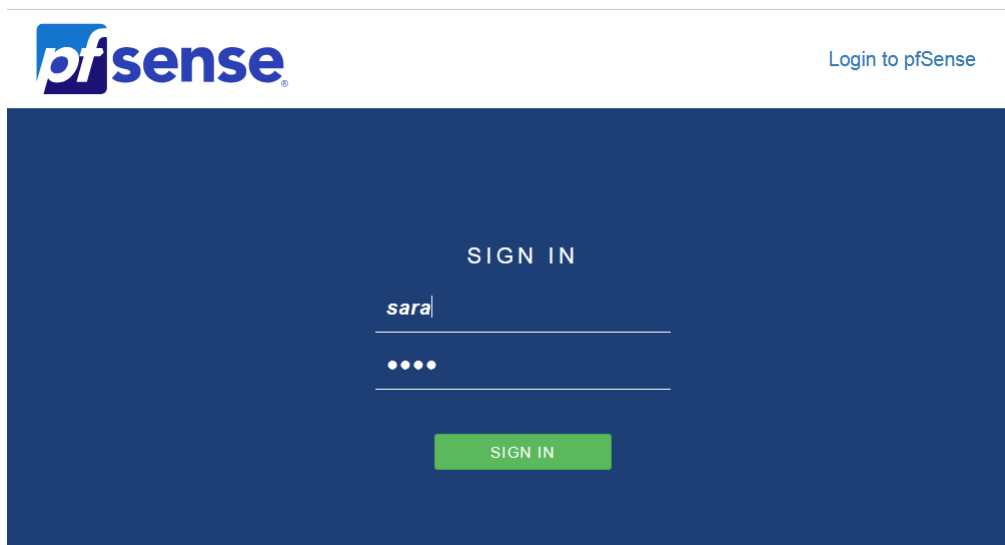 pfsense®
Login to pfSense
SIGN IN
sara
••••
SIGN IN